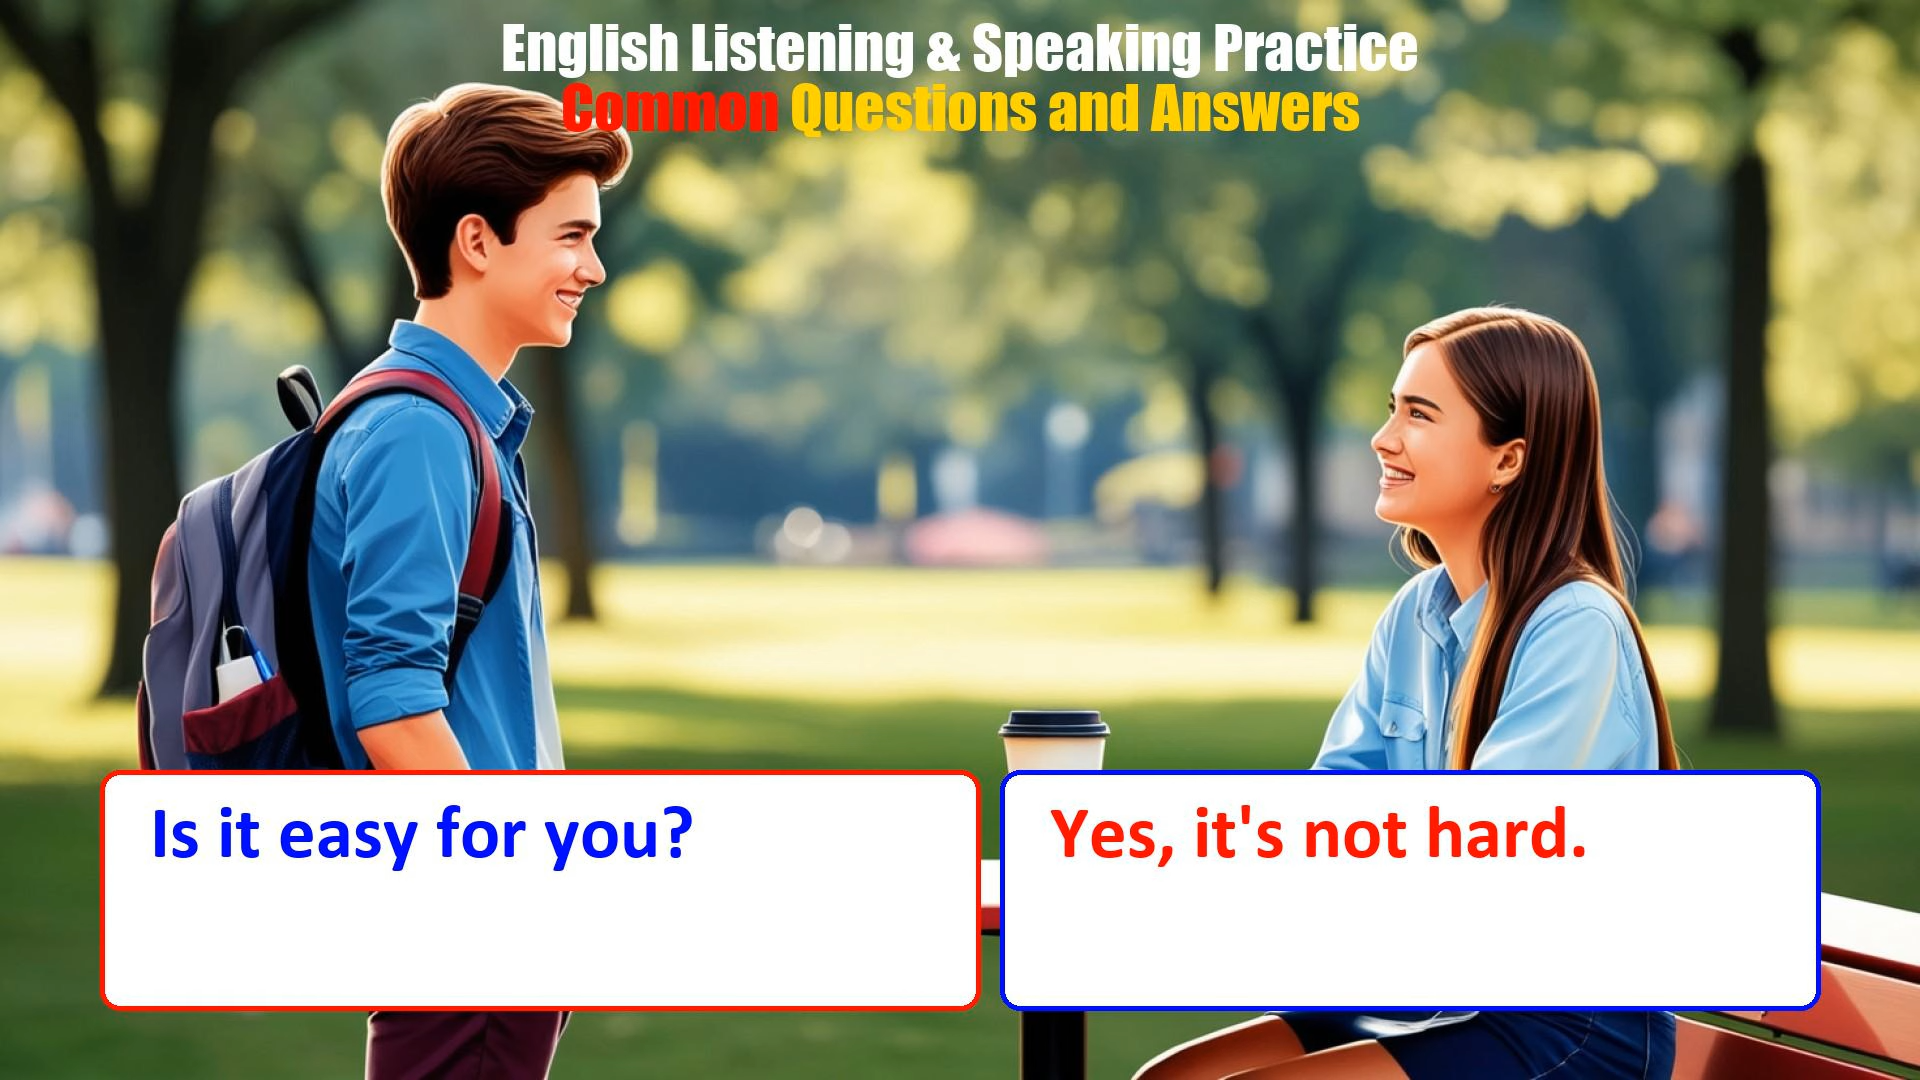 English Listening & Speaking Practice
Common Questions and Answers
Is it easy for you?
Yes, it's not hard.